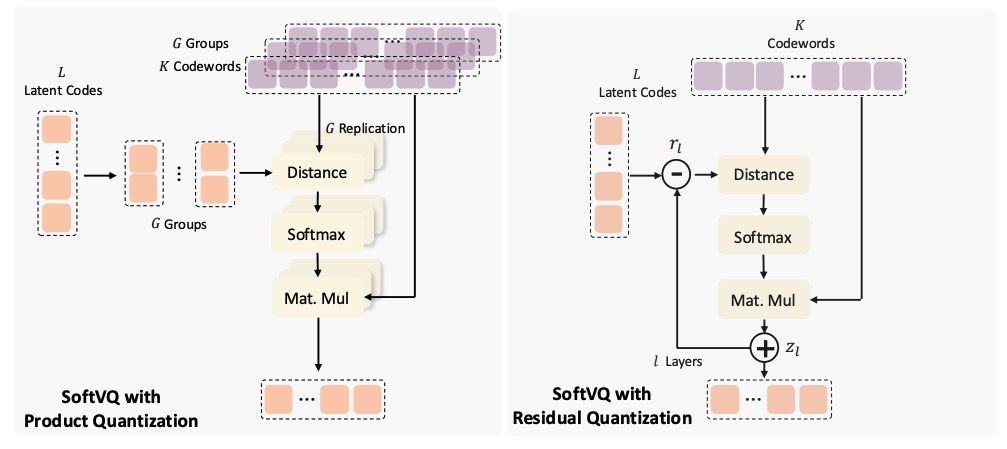 G Groups
K Codewords
L
Latent Codes
...
...
G Groups
G Replication
Distance
Softmax
Mat. Mul
...
SoftVQ with
Product Quantization
K
Codewords
...
L
Latent Codes
r_l
-
Distance
Softmax
Mat. Mul
+
z_l
l Layers
...
SoftVQ with
Residual Quantization